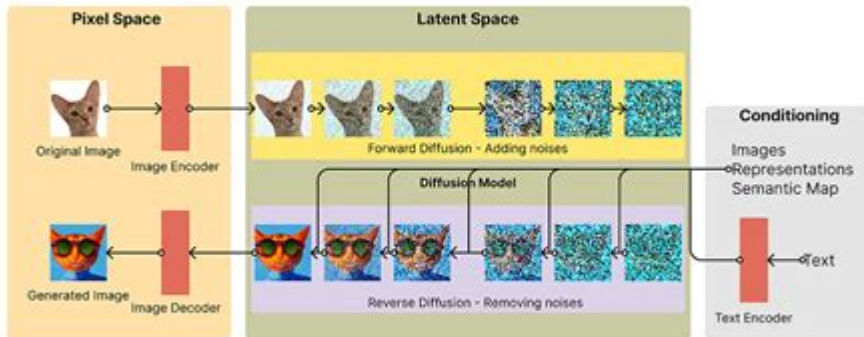 Pixel Space
Latent Space
Original Image
Image Encoder
Forward Diffusion - Adding noises
Conditioning
Images
Representations
Semantic Map
Diffusion Model
Generated Image
Image Decoder
Reverse Diffusion - Removing noises
Text
Text Encoder